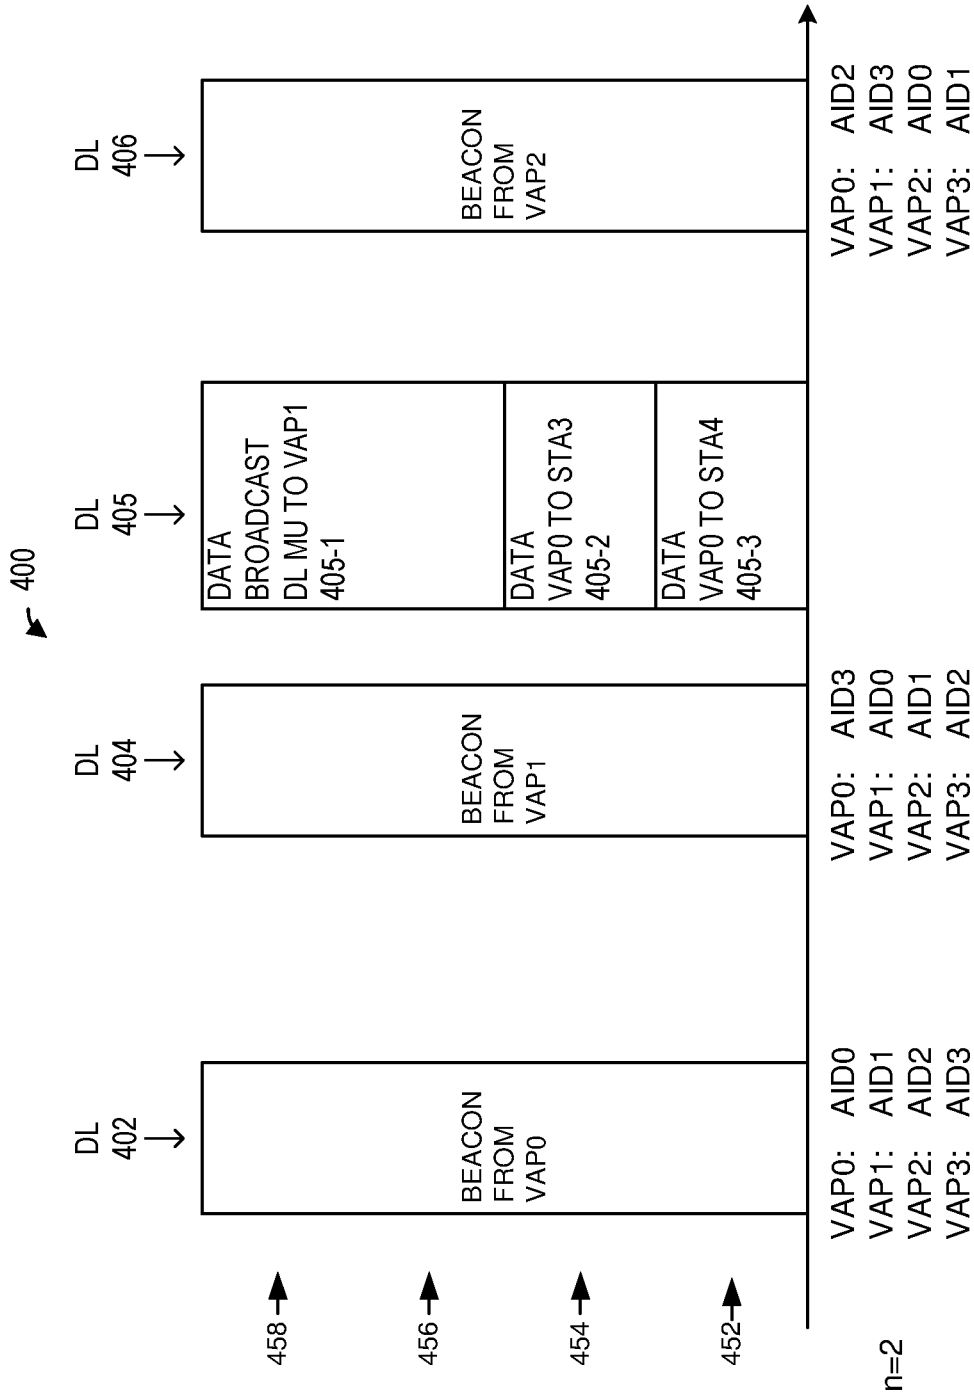 400
DL
402
DL
404
DL
405
DL
406
458
456
454
452
BEACON
FROM
VAP0
BEACON
FROM
VAP1
DATA
BROADCAST
DL MU TO VAP1
405-1
DATA
VAP0 TO STA3
405-2
DATA
VAP0 TO STA4
405-3
BEACON
FROM
VAP2
n=2
VAP0: AID0
VAP1: AID1
VAP2: AID2
VAP3: AID3
VAP0: AID3
VAP1: AID0
VAP2: AID1
VAP3: AID2
VAP0: AID2
VAP1: AID3
VAP2: AID0
VAP3: AID1